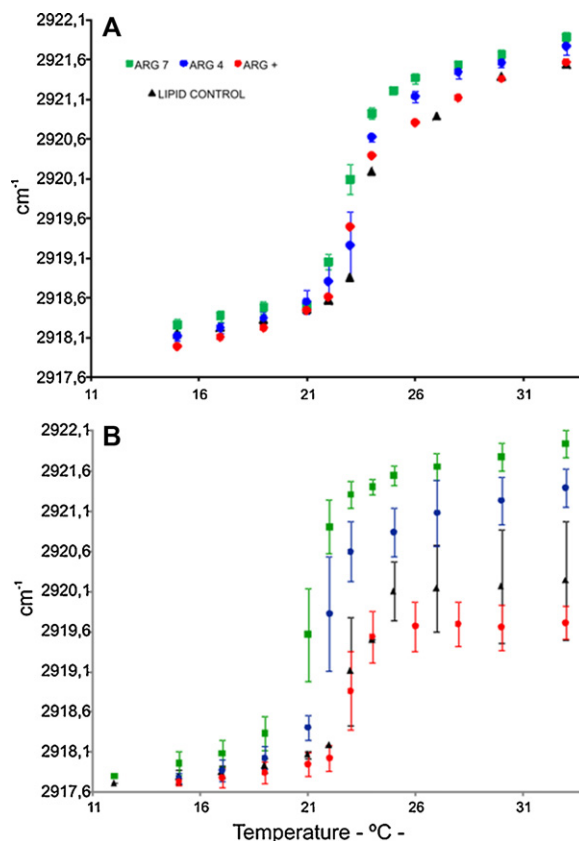 A
2922,1
2921,6
2921,1
2920,6
2920,1
2919,6
2919,1
2918,6
2918,1
2917,6
cm-1
ARG 7 ARG 4 ARG +
LIPID CONTROL
11 16 21 26 31
B
2922,1
2921,6
2921,1
2920,6
2920,1
2919,6
2919,1
2918,6
2918,1
2917,6
cm-1
11 16 21 26 31
Temperature - ºC -